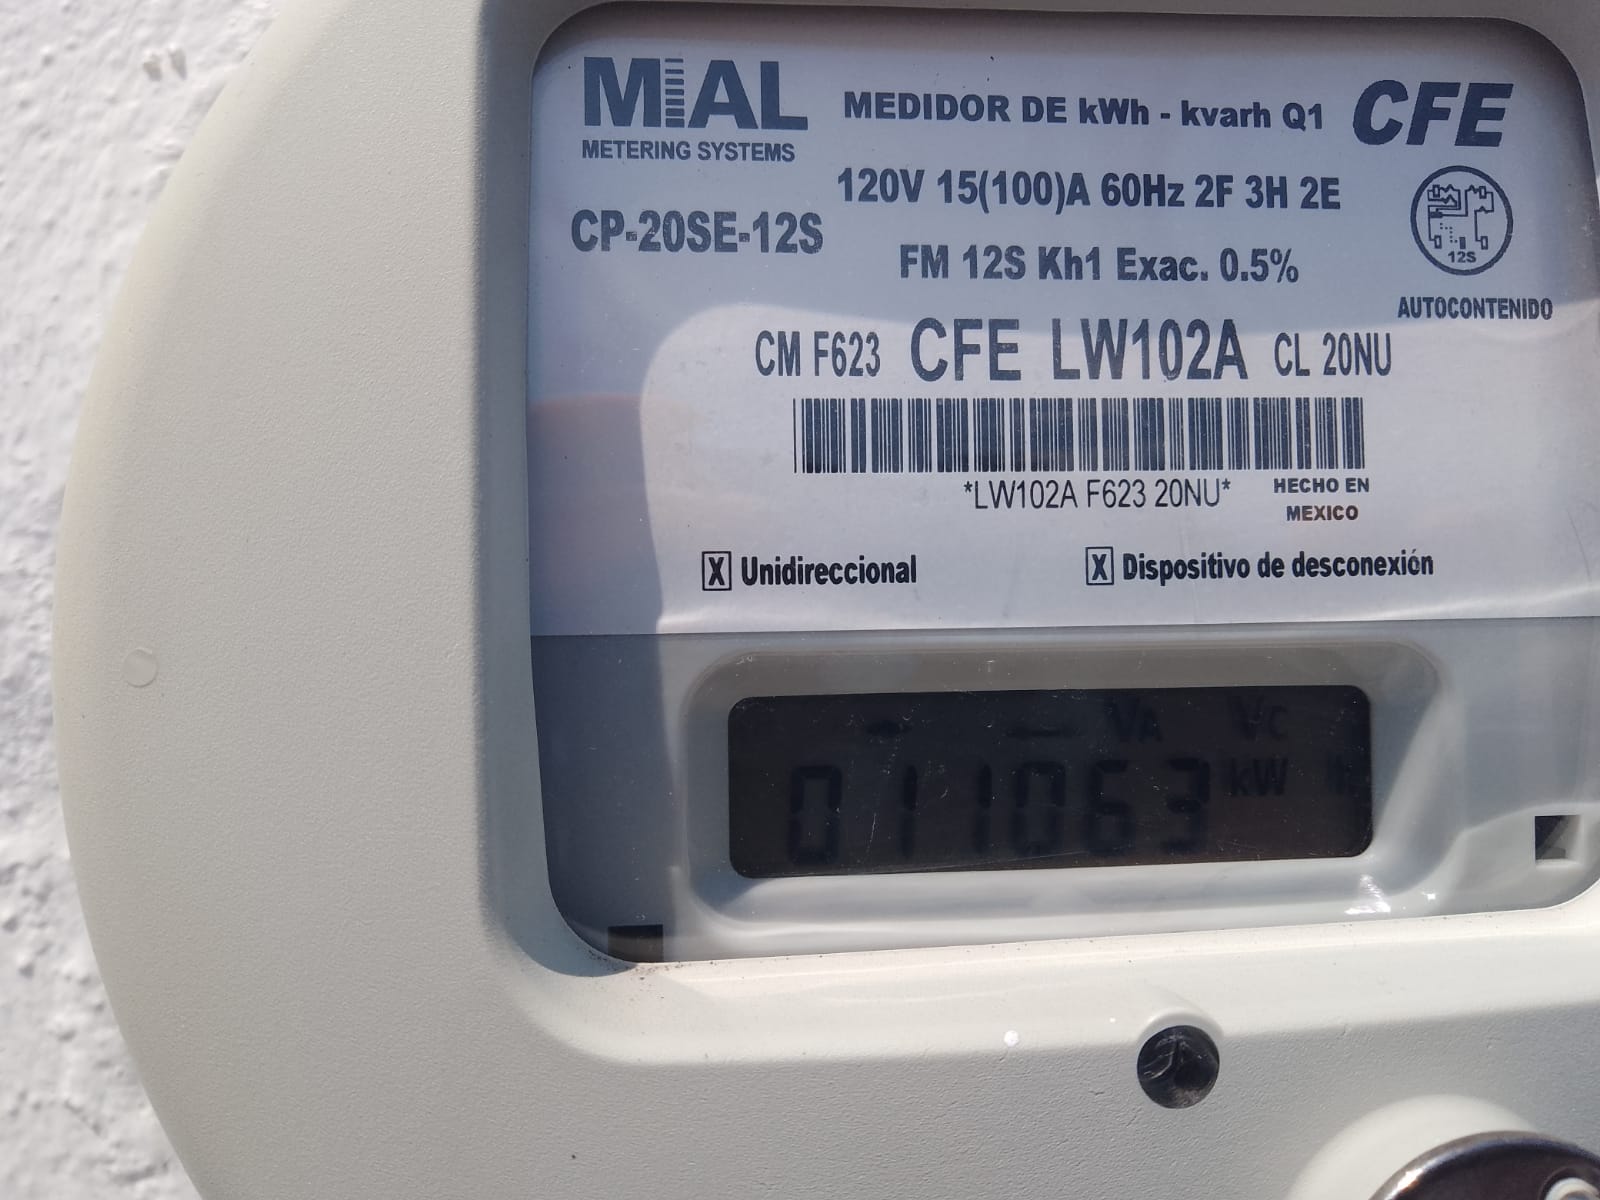 MIAL
METERING SYSTEMS
MEDIDOR DE kWh - kvarh Q1
CFE
120V 15(100)A 60Hz 2F 3H 2E
CP-20SE-12S
FM 12S Kh1 Exac. 0.5%
12S
AUTOCONTENIDO
CM F623 CFE LW102A CL 20NU
*LW102A F623 20NU*
HECHO EN
MEXICO
X Unidireccional
X Dispositivo de desconexión
VA VC
011063 kW h